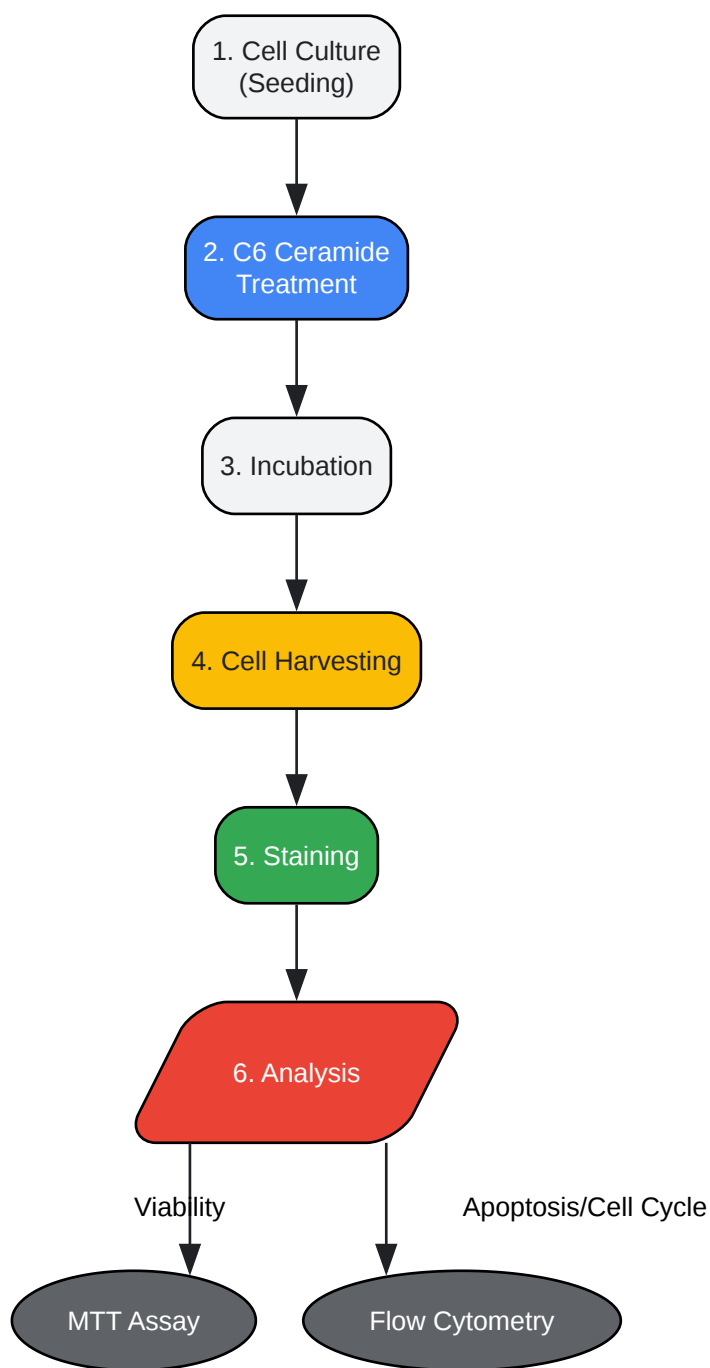 1. Cell Culture
(Seeding)
2. C6 Ceramide
Treatment
3. Incubation
4. Cell Harvesting
5. Staining
6. Analysis
Viability
Apoptosis/Cell Cycle
MTT Assay
Flow Cytometry